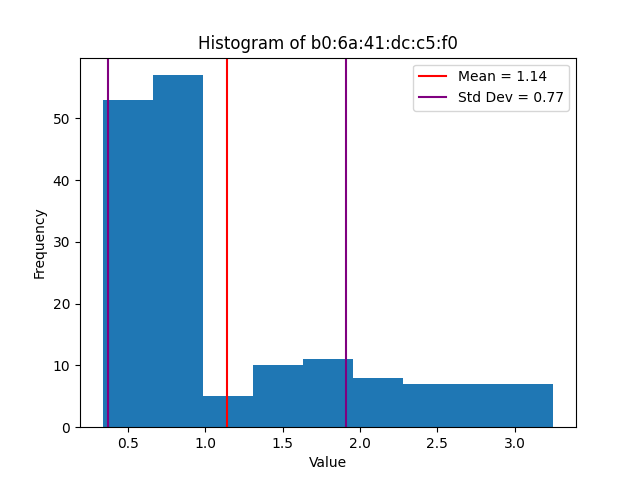 Histogram of b0:6a:41:dc:c5:f0
Mean = 1.14
Std Dev = 0.77
Frequency
50
40
30
20
10
0
0.5 1.0 1.5 2.0 2.5 3.0
Value